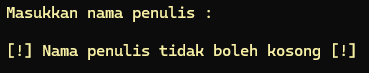 Masukkan nama penulis :
[!] Nama penulis tidak boleh kosong [!]